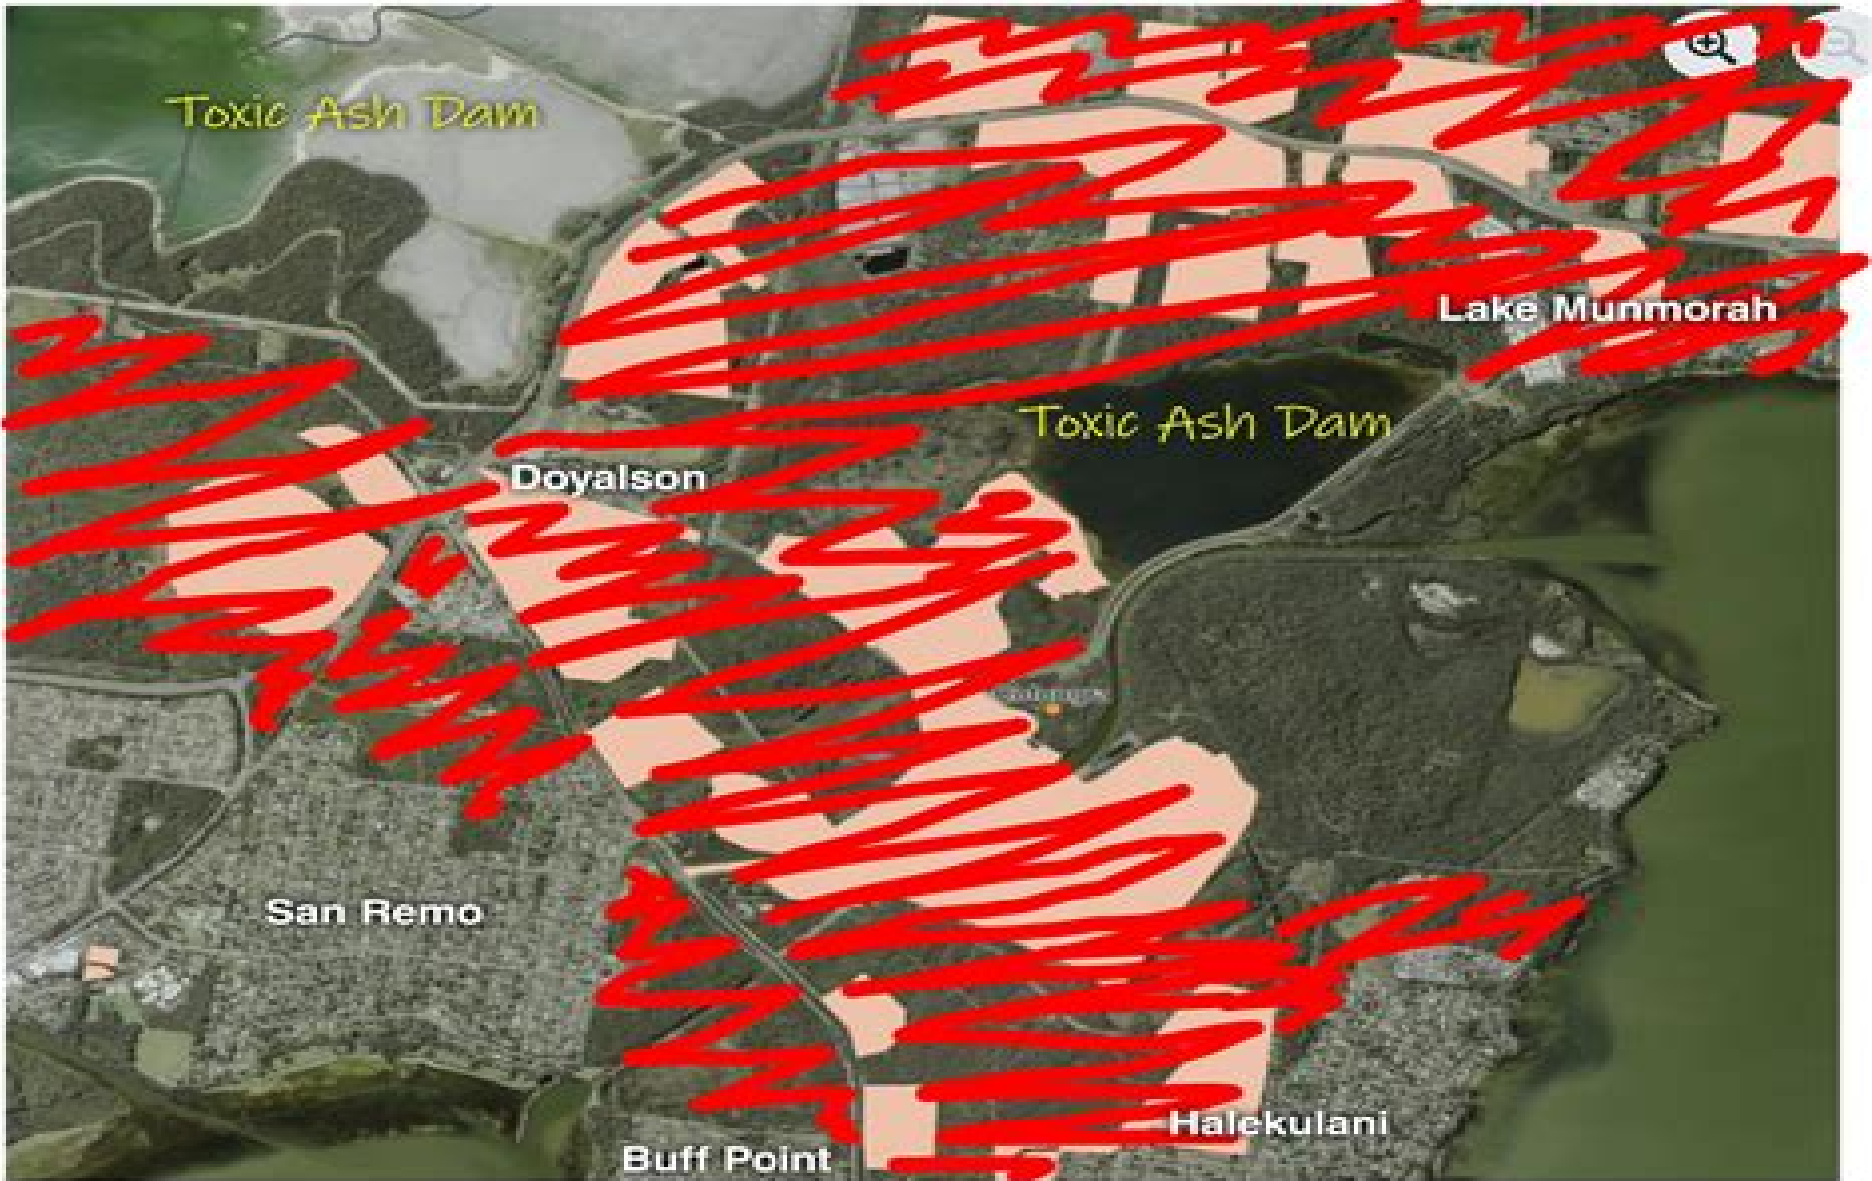 Toxic Ash Dam
Lake Munmorah
Toxic Ash Dam
Doyalson
San Remo
Halekulani
Buff Point